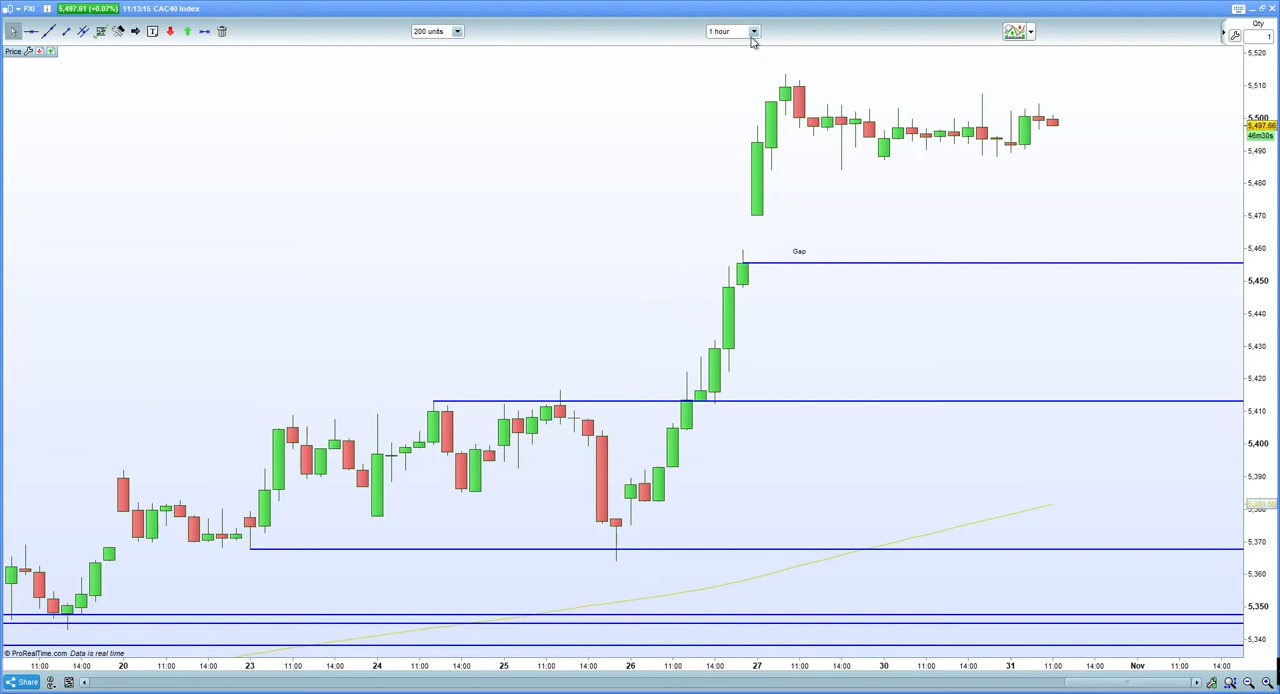 PXI 5,497.61 (+0.07%) 11:13:15 CAC40 Index
200 units
1 hour
Qty
1
Price
5,520
5,510
5,500
5,497.66
46m30s
5,490
5,480
5,470
5,460
Gap
5,450
5,440
5,430
5,420
5,410
5,400
5,390
5,370
5,360
5,350
5,340
© ProRealTime.com Data is real time
11:00 14:00 20 11:00 14:00 23 11:00 14:00 24 11:00 14:00 25 11:00 14:00 26 11:00 14:00 27 11:00 14:00 30 11:00 14:00 31 11:00 14:00 Nov 11:00 14:00
Share